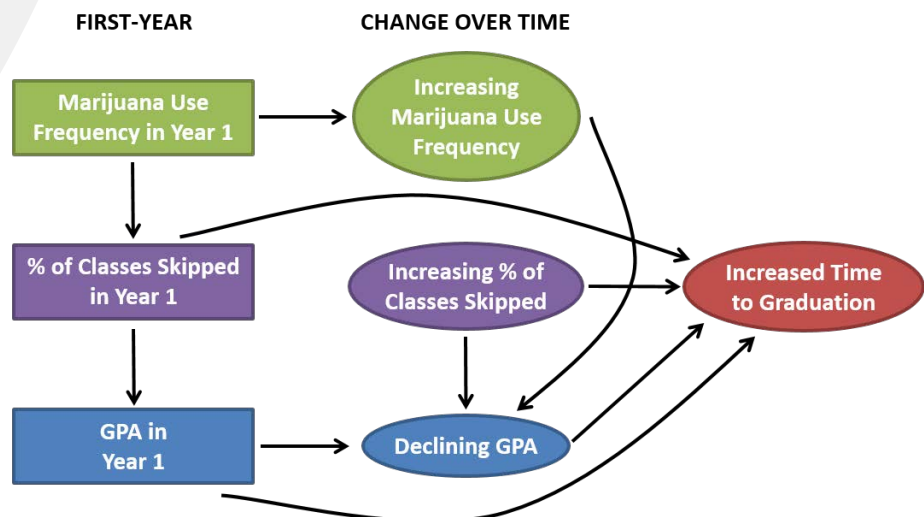 FIRST-YEAR
CHANGE OVER TIME
Marijuana Use
Frequency in Year 1
Increasing
Marijuana Use
Frequency
% of Classes Skipped
in Year 1
Increasing % of
Classes Skipped
Increased Time
to Graduation
GPA in
Year 1
Declining GPA